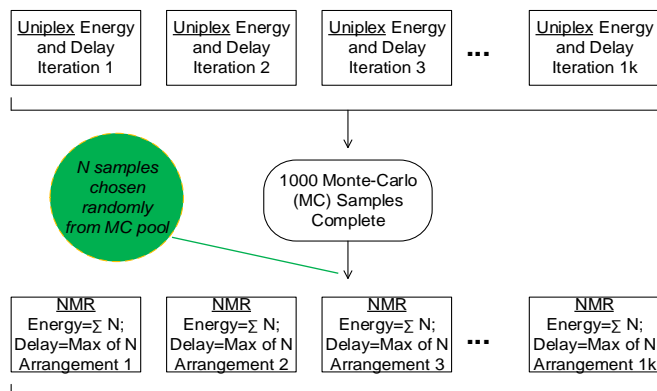 Uniplex Energy
and Delay
Iteration 1
Uniplex Energy
and Delay
Iteration 2
Uniplex Energy
and Delay
Iteration 3
...
Uniplex Energy
and Delay
Iteration 1k
N samples
chosen
randomly
from MC pool
1000 Monte-Carlo
(MC) Samples
Complete
NMR
Energy=∑ N;
Delay=Max of N
Arrangement 1
NMR
Energy=∑ N;
Delay=Max of N
Arrangement 2
NMR
Energy=∑ N;
Delay=Max of N
Arrangement 3
...
NMR
Energy=∑ N;
Delay=Max of N
Arrangement 1k